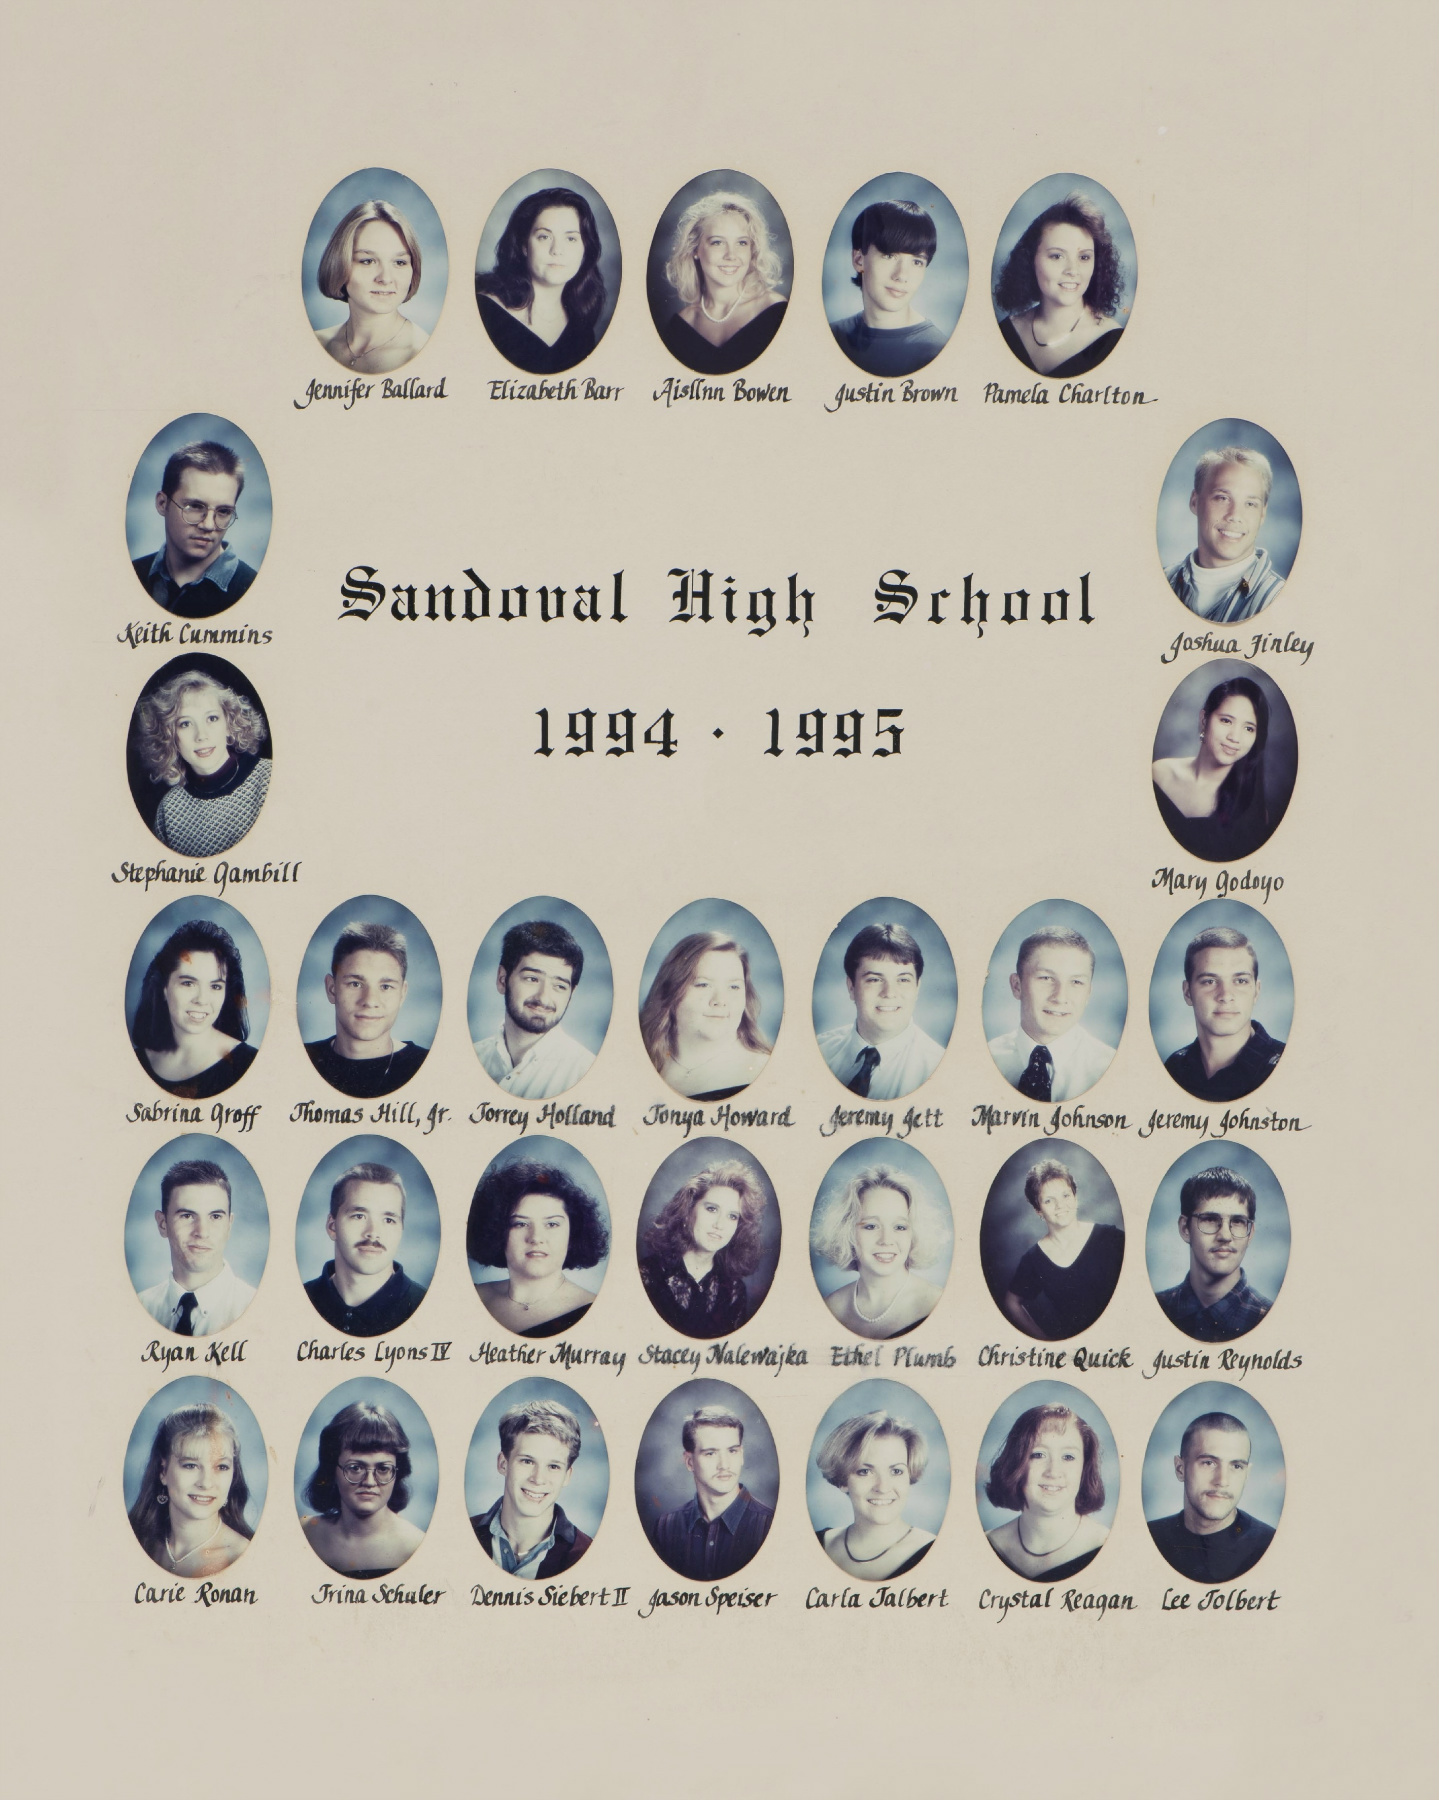 Jennifer Ballard Elizabeth Barr Aisllnn Bowen Justin Brown Pamela Charlton
Sandoval High School
1994 · 1995
Keith Cummins Joshua Finley
Stephanie Gambill Mary Godoyo
Sabrina Groff Thomas Hill, Jr. Torrey Holland Tonya Howard Jeremy Jett Marvin Johnson Jeremy Johnston
Ryan Kell Charles Lyons IV Heather Murray Stacey Nalewajka Ethel Plumb Christine Quick Justin Reynolds
Carie Ronan Trina Schuler Dennis Siebert II Jason Speiser Carla Talbert Crystal Reagan Lee Tolbert